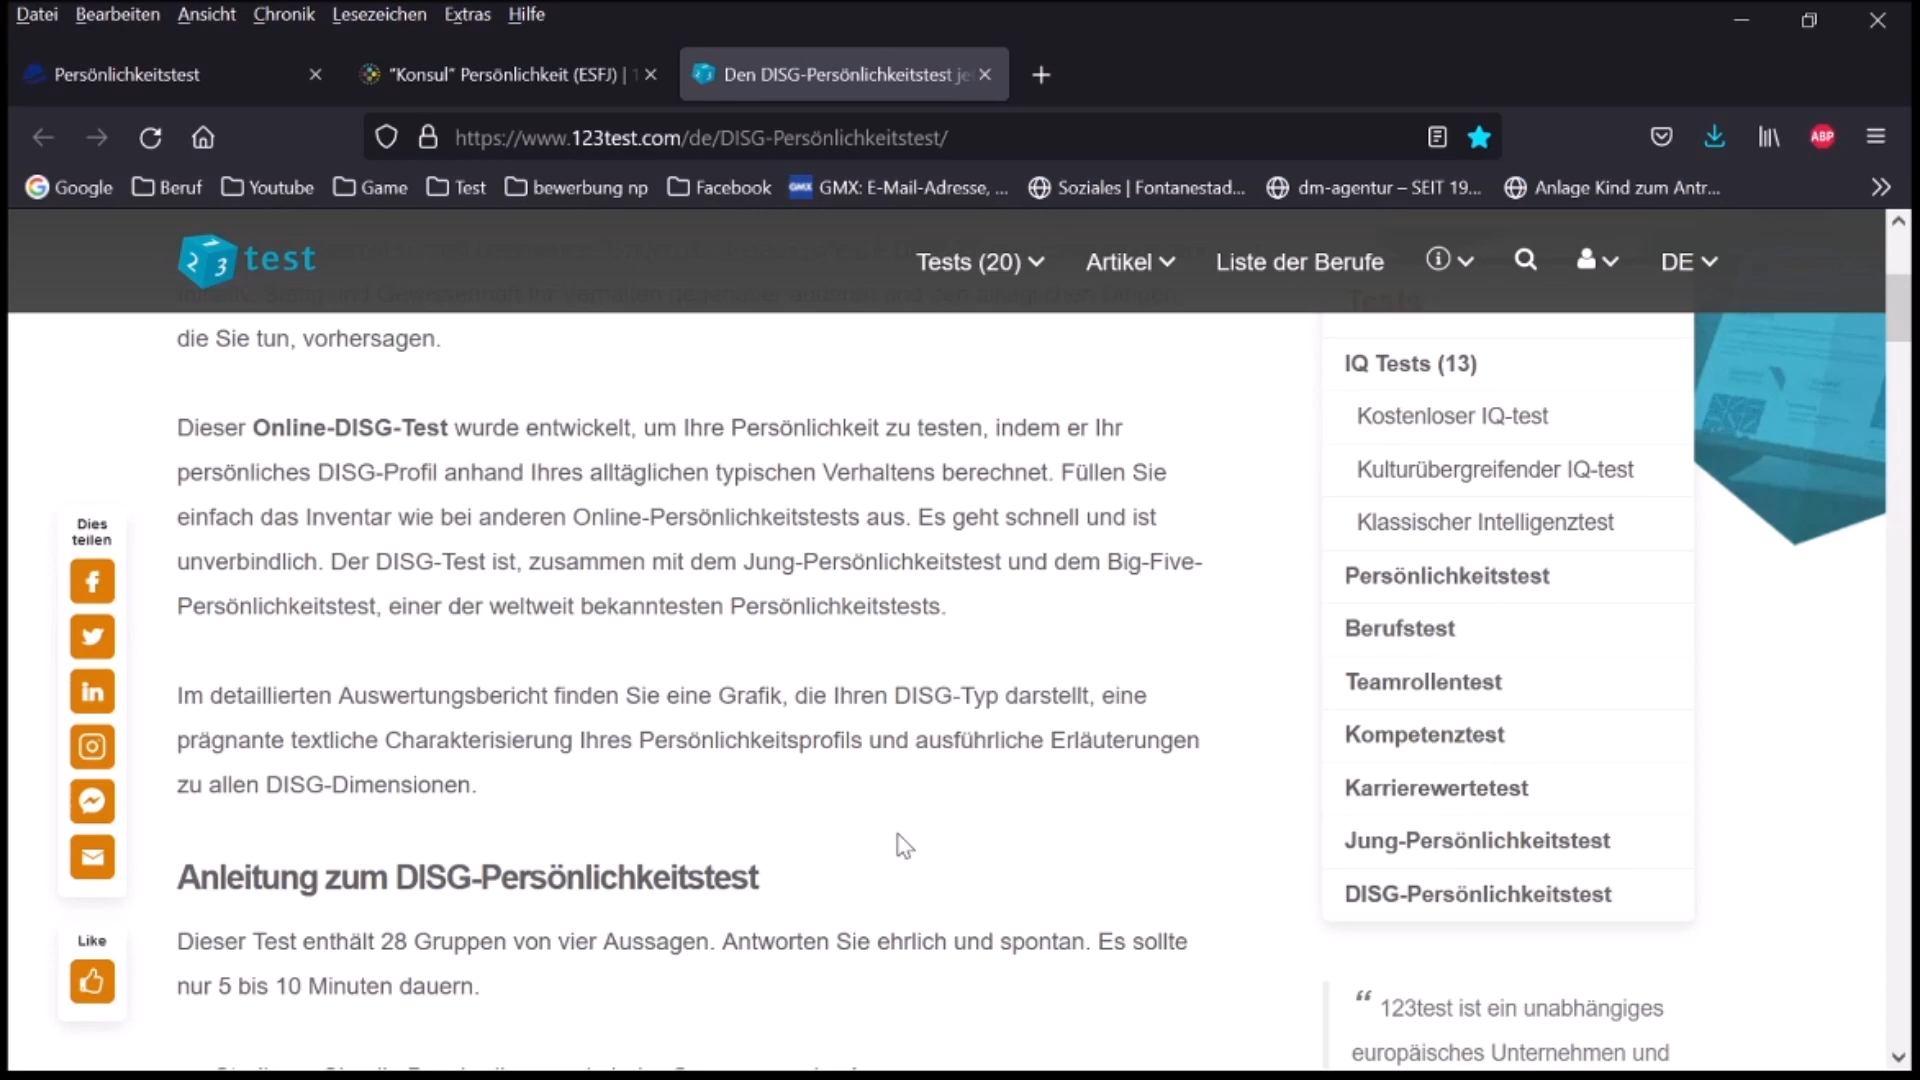 Datei Bearbeiten Ansicht Chronik Lesezeichen Extras Hilfe
Persönlichkeitstest
"Konsul" Persönlichkeit (ESFJ) | 1
Den DISG-Persönlichkeitstest je
https://www.123test.com/de/DISG-Persönlichkeitstest/
ABP
Google Beruf Youtube Game Test bewerbung np Facebook GMX GMX: E-Mail-Adresse, ... Soziales | Fontanestad... dm-agentur – SEIT 19... Anlage Kind zum Antr...
123 test
Tests (20) Artikel Liste der Berufe DE
Tests
die Sie tun, vorhersagen.
Dieser Online-DISG-Test wurde entwickelt, um Ihre Persönlichkeit zu testen, indem er Ihr
persönliches DISG-Profil anhand Ihres alltäglichen typischen Verhaltens berechnet. Füllen Sie
einfach das Inventar wie bei anderen Online-Persönlichkeitstests aus. Es geht schnell und ist
unverbindlich. Der DISG-Test ist, zusammen mit dem Jung-Persönlichkeitstest und dem Big-Five-
Persönlichkeitstest, einer der weltweit bekanntesten Persönlichkeitstests.
Im detaillierten Auswertungsbericht finden Sie eine Grafik, die Ihren DISG-Typ darstellt, eine
prägnante textliche Charakterisierung Ihres Persönlichkeitsprofils und ausführliche Erläuterungen
zu allen DISG-Dimensionen.
Anleitung zum DISG-Persönlichkeitstest
Dieser Test enthält 28 Gruppen von vier Aussagen. Antworten Sie ehrlich und spontan. Es sollte
nur 5 bis 10 Minuten dauern.
Dies
teilen
Like
IQ Tests (13)
Kostenloser IQ-test
Kulturübergreifender IQ-test
Klassischer Intelligenztest
Persönlichkeitstest
Berufstest
Teamrollentest
Kompetenztest
Karrierewertetest
Jung-Persönlichkeitstest
DISG-Persönlichkeitstest
“ 123test ist ein unabhängiges
europäisches Unternehmen und